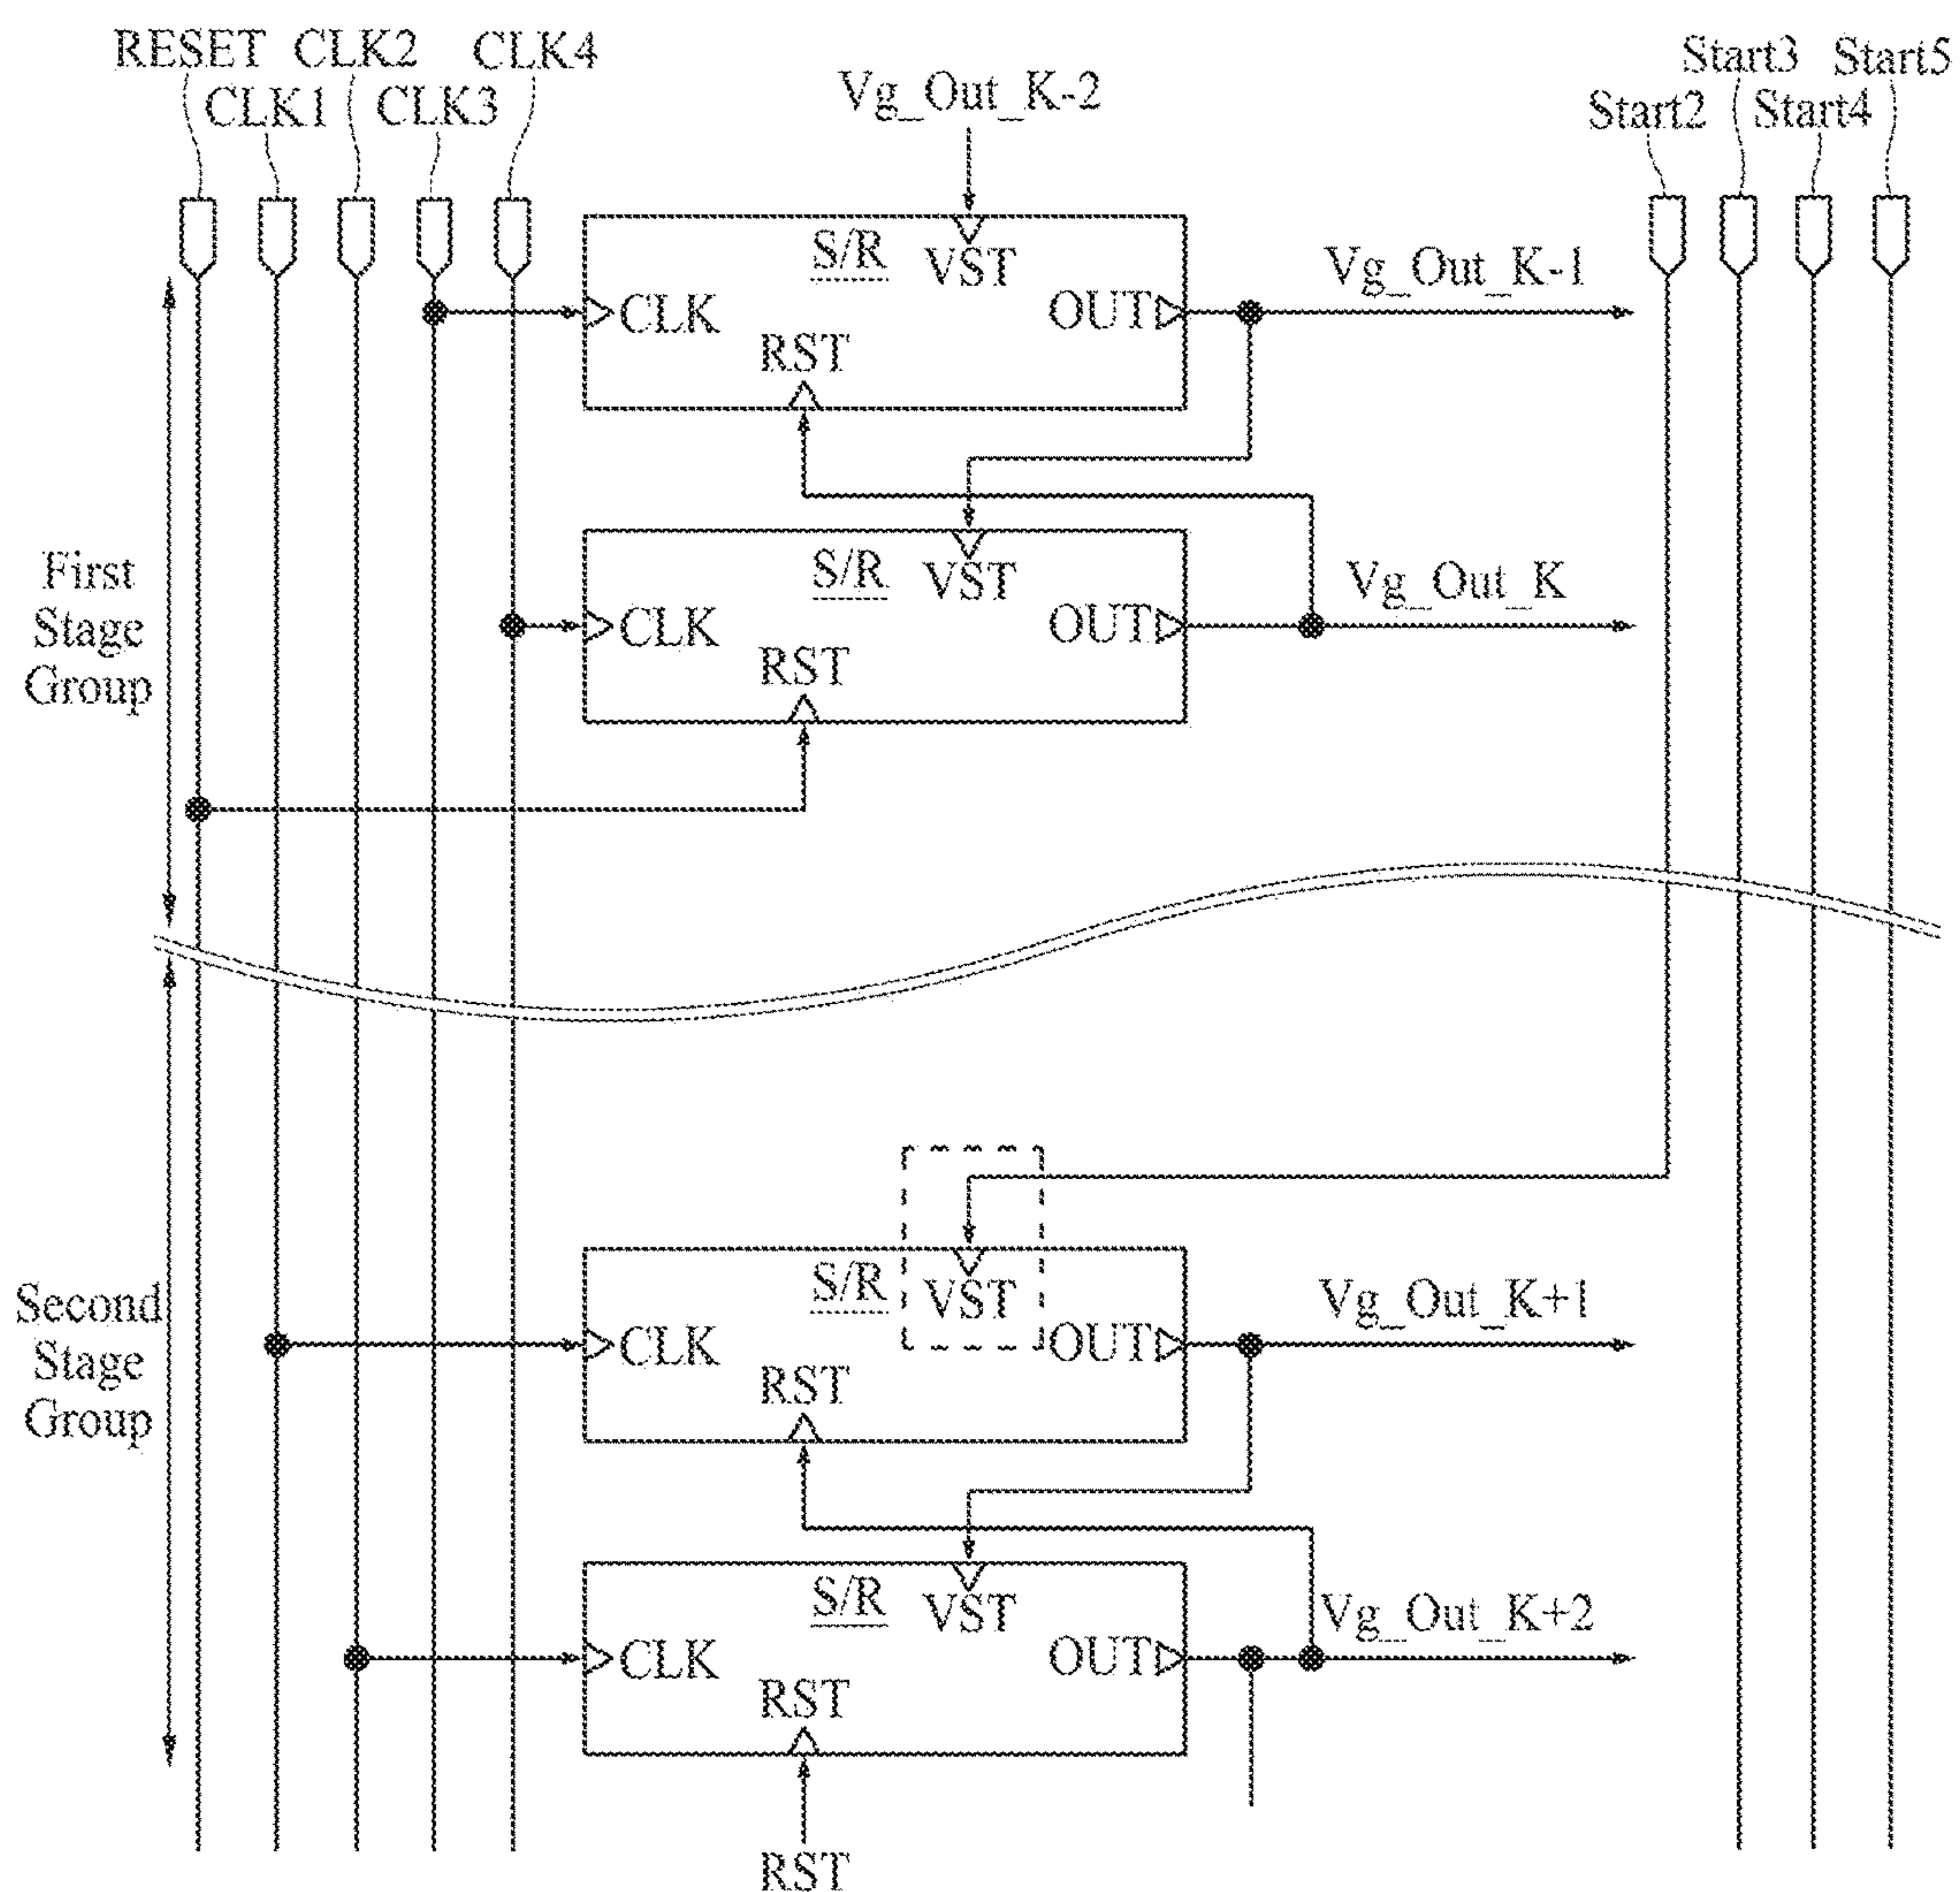 RESET CLK2 CLK4
CLK1 CLK3
Vg_Out_K-2
Start3 Start5
Start2 Start4
S/R VST
Vg_Out_K-1
CLK OUT
RST
First
Stage
Group
S/R VST
Vg_Out_K
CLK OUT
RST
Second
Stage
Group
S/R VST
Vg_Out_K+1
CLK OUT
RST
S/R VST
Vg_Out_K+2
CLK OUT
RST
RST